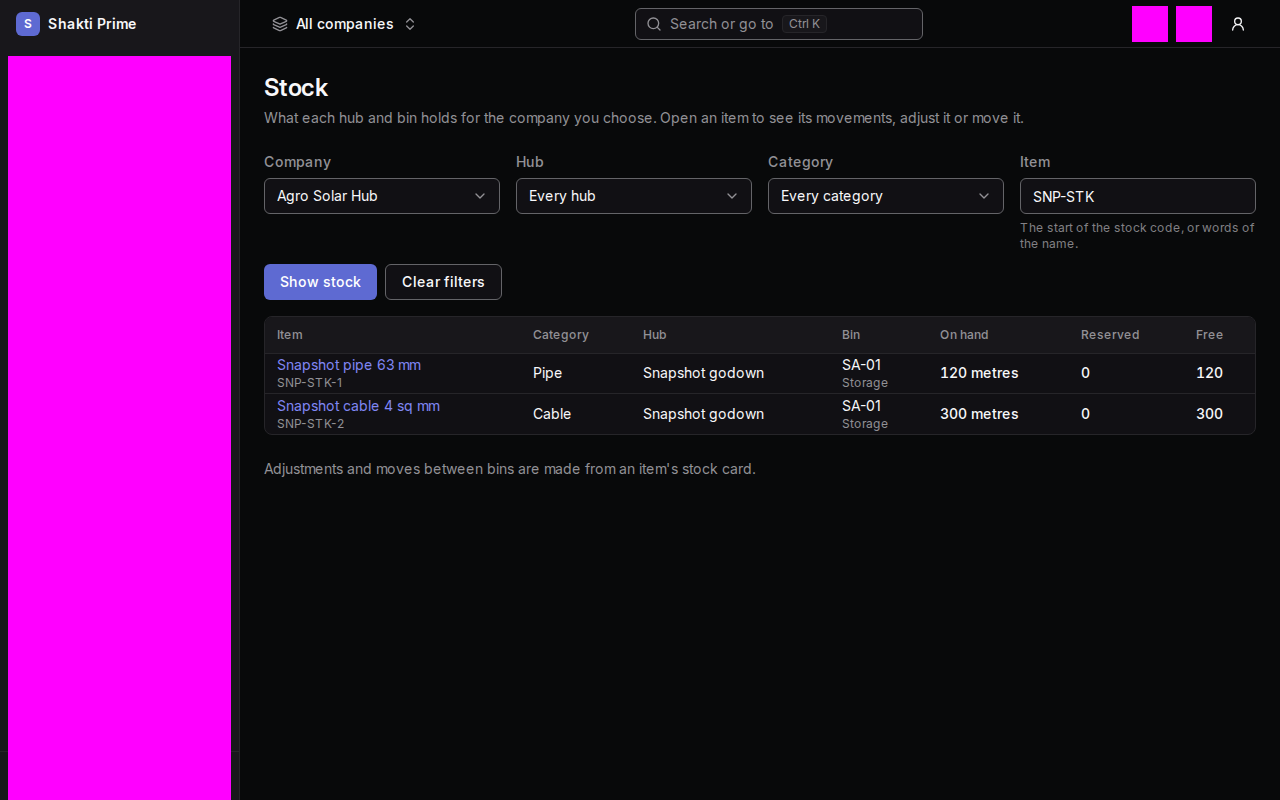 S Shakti Prime
All companies
Search or go to Ctrl K
Stock
What each hub and bin holds for the company you choose. Open an item to see its movements, adjust it or move it.
Company Hub Category Item
Agro Solar Hub Every hub Every category SNP-STK
The start of the stock code, or words of
the name.
Show stock Clear filters
Item Category Hub Bin On hand Reserved Free
Snapshot pipe 63 mm Pipe Snapshot godown SA-01 120 metres 0 120
SNP-STK-1 Storage
Snapshot cable 4 sq mm Cable Snapshot godown SA-01 300 metres 0 300
SNP-STK-2 Storage
Adjustments and moves between bins are made from an item's stock card.